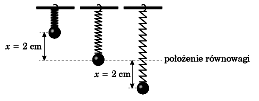 x = 2 cm
położenie równowagi
x = 2 cm